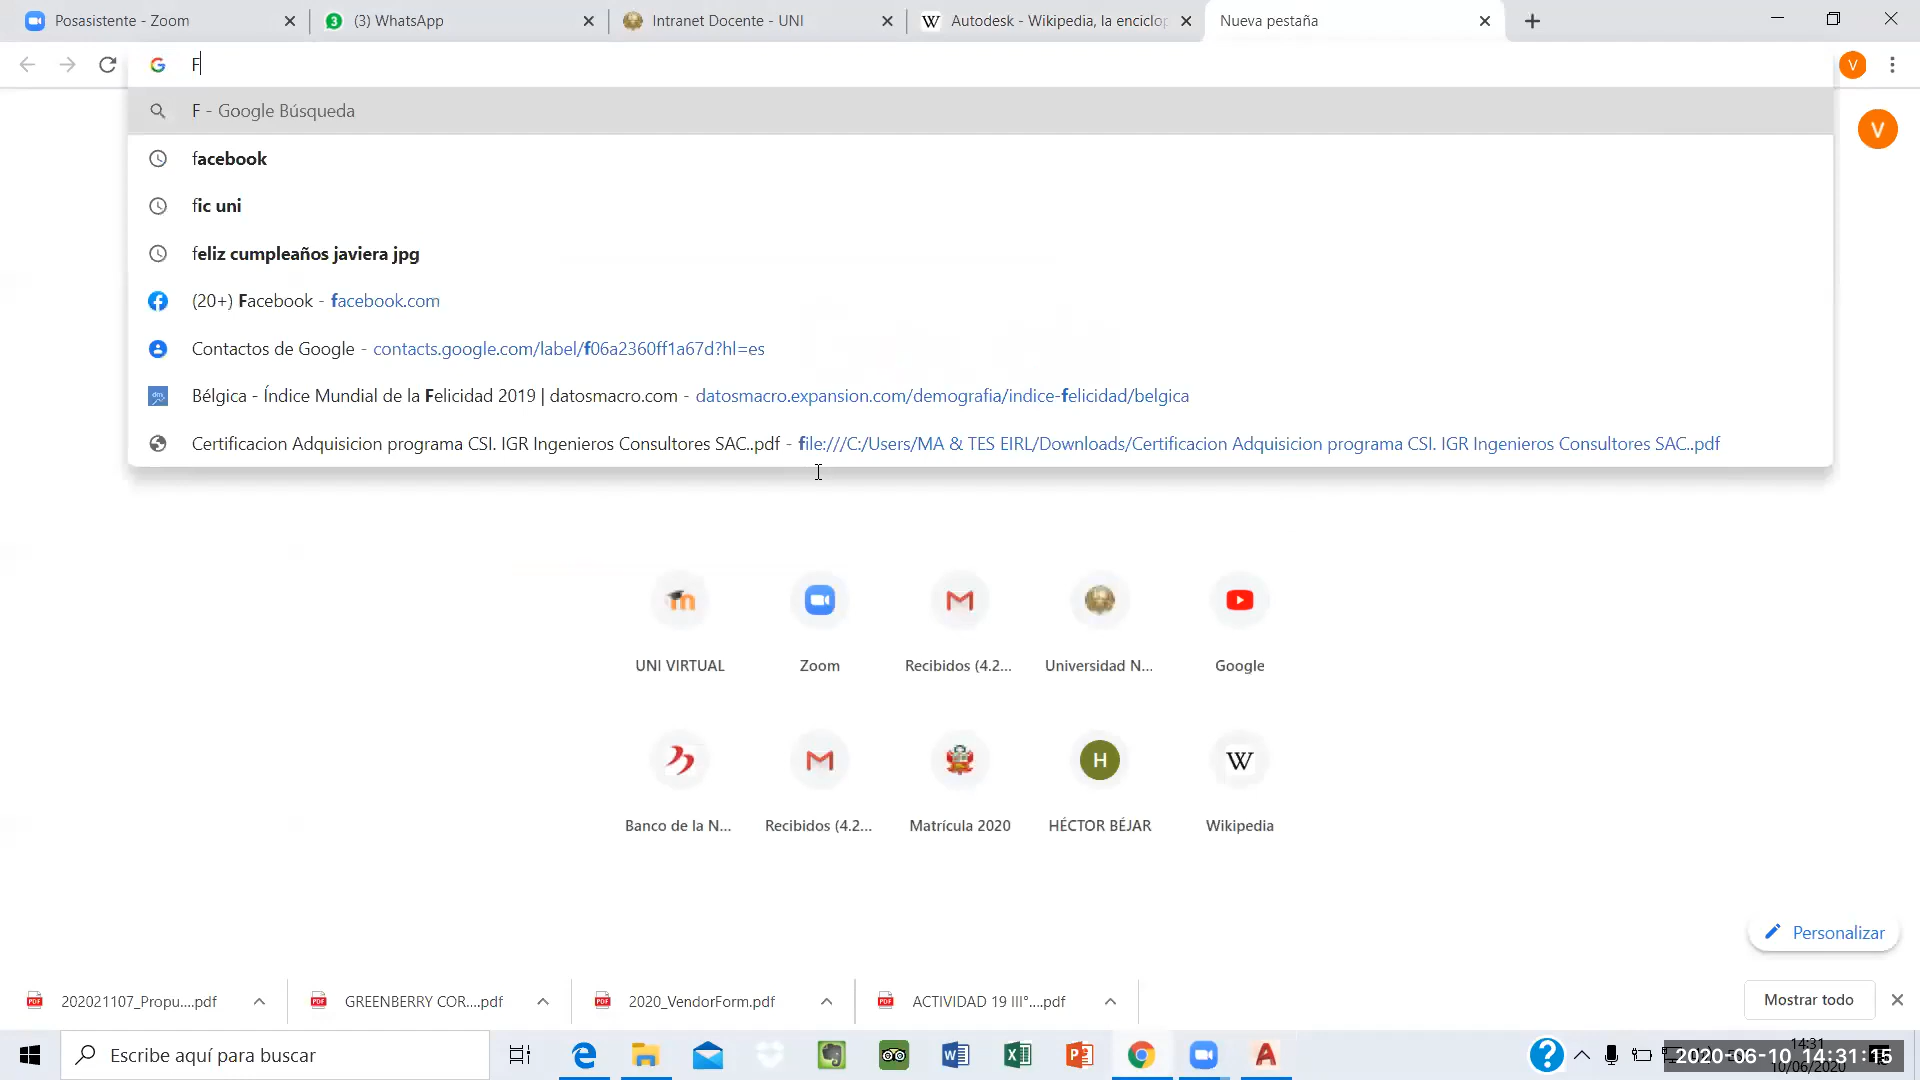 Posasistente - Zoom
(3) WhatsApp
Intranet Docente - UNI
Autodesk - Wikipedia, la enciclop
Nueva pestaña
F
V
F - Google Búsqueda
V
facebook
fic uni
feliz cumpleaños javiera jpg
(20+) Facebook - facebook.com
Contactos de Google - contacts.google.com/label/f06a2360ff1a67d?hl=es
Bélgica - Índice Mundial de la Felicidad 2019 | datosmacro.com - datosmacro.expansion.com/demografia/indice-felicidad/belgica
Certificacion Adquisicion programa CSI. IGR Ingenieros Consultores SAC..pdf - file:///C:/Users/MA & TES EIRL/Downloads/Certificacion Adquisicion programa CSI. IGR Ingenieros Consultores SAC..pdf
UNI VIRTUAL
Zoom
Recibidos (4.2...
Universidad N...
Google
H
Banco de la N...
Recibidos (4.2...
Matrícula 2020
HÉCTOR BÉJAR
Wikipedia
Personalizar
202021107_Propu....pdf
GREENBERRY COR....pdf
2020_VendorForm.pdf
ACTIVIDAD 19 III°....pdf
Mostrar todo
Escribe aquí para buscar
14:31
2020-06-10 14:31:15
10/06/2020